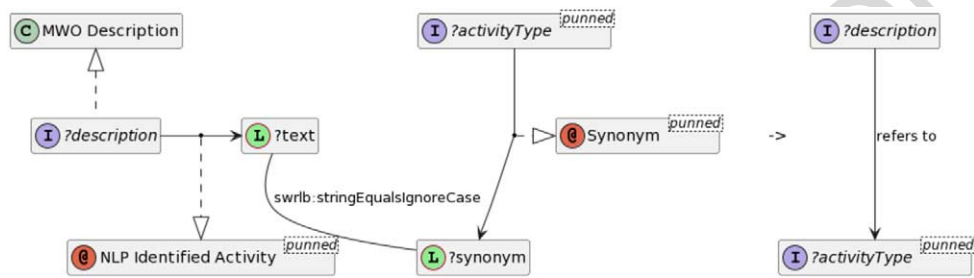 C MWO Description
I ?activityType
punned
I ?description
I ?description
L ?text
@ Synonym
punned
->
refers to
swrlb:stringEqualsIgnoreCase
@ NLP Identified Activity
punned
L ?synonym
I ?activityType
punned